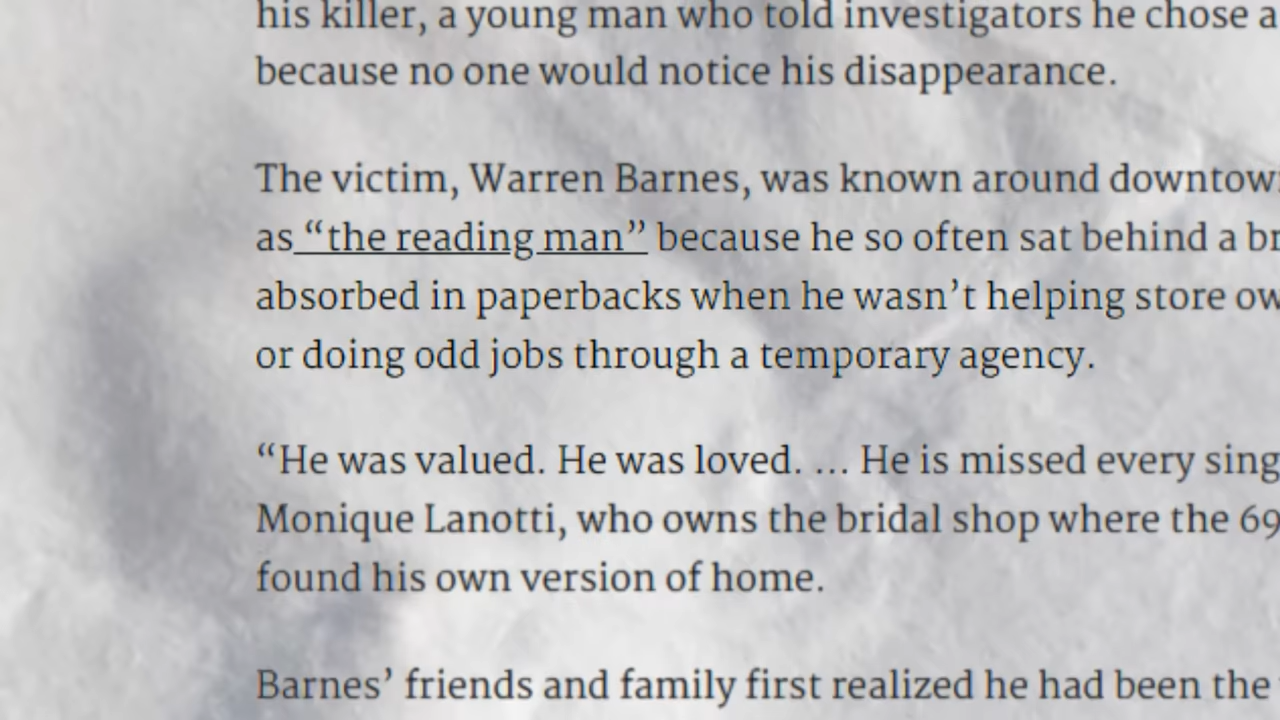 his killer, a young man who told investigators he chose a
because no one would notice his disappearance.
The victim, Warren Barnes, was known around downtow
as “the reading man” because he so often sat behind a br
absorbed in paperbacks when he wasn’t helping store ow
or doing odd jobs through a temporary agency.
“He was valued. He was loved. … He is missed every sing
Monique Lanotti, who owns the bridal shop where the 69
found his own version of home.
Barnes’ friends and family first realized he had been the